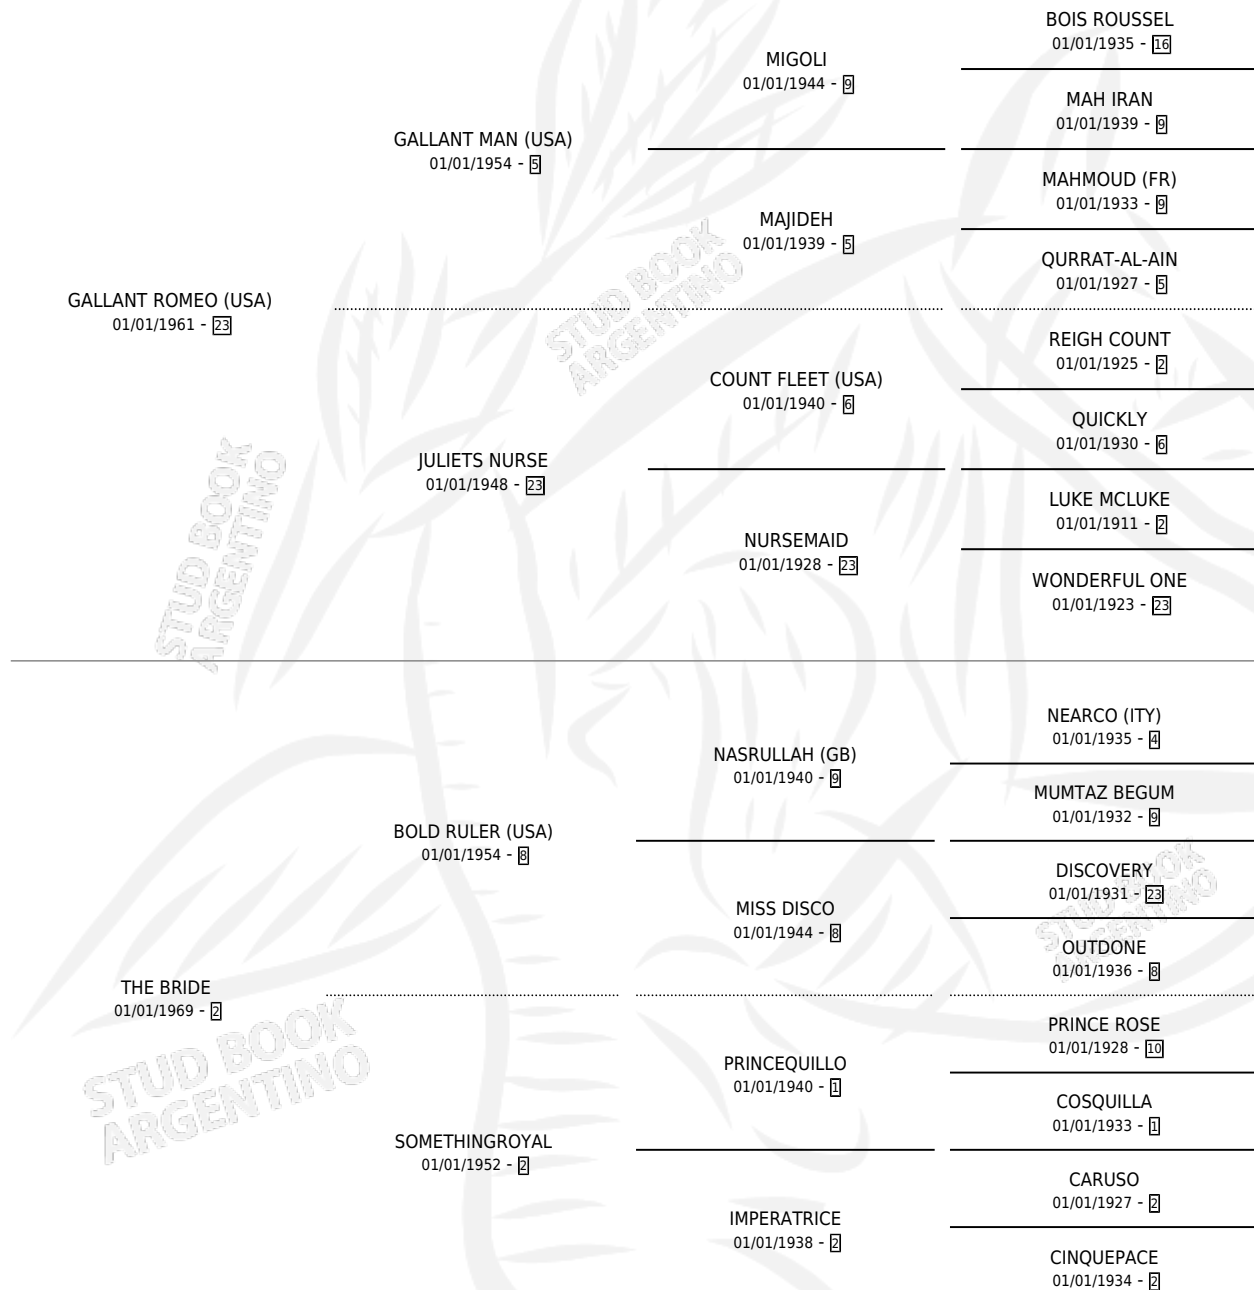 BOIS ROUSSEL
01/01/1935 - 16
MIGOLI
01/01/1944 - 9
MAH IRAN
01/01/1939 - 9
GALLANT MAN (USA)
01/01/1954 - 5
MAHMOUD (FR)
01/01/1933 - 9
MAJIDEH
01/01/1939 - 5
QURRAT-AL-AIN
01/01/1927 - 5
GALLANT ROMEO (USA)
01/01/1961 - 23
REIGH COUNT
01/01/1925 - 2
COUNT FLEET (USA)
01/01/1940 - 6
QUICKLY
01/01/1930 - 6
JULIETS NURSE
01/01/1948 - 23
LUKE MCLUKE
01/01/1911 - 2
NURSEMAID
01/01/1928 - 23
WONDERFUL ONE
01/01/1923 - 23
NEARCO (ITY)
01/01/1935 - 4
NASRULLAH (GB)
01/01/1940 - 9
MUMTAZ BEGUM
01/01/1932 - 9
BOLD RULER (USA)
01/01/1954 - 8
DISCOVERY
01/01/1931 - 23
MISS DISCO
01/01/1944 - 8
OUTDONE
01/01/1936 - 8
THE BRIDE
01/01/1969 - 2
PRINCE ROSE
01/01/1928 - 10
PRINCEQUILLO
01/01/1940 - 1
COSQUILLA
01/01/1933 - 1
SOMETHINGROYAL
01/01/1952 - 2
CARUSO
01/01/1927 - 2
IMPERATRICE
01/01/1938 - 2
CINQUEPACE
01/01/1934 - 2
STUD BOOK
ARGENTINO
STUD BOOK
ARGENTINO
STUD BOOK
ARGENTINO
STUD BOOK
ARGENTINO